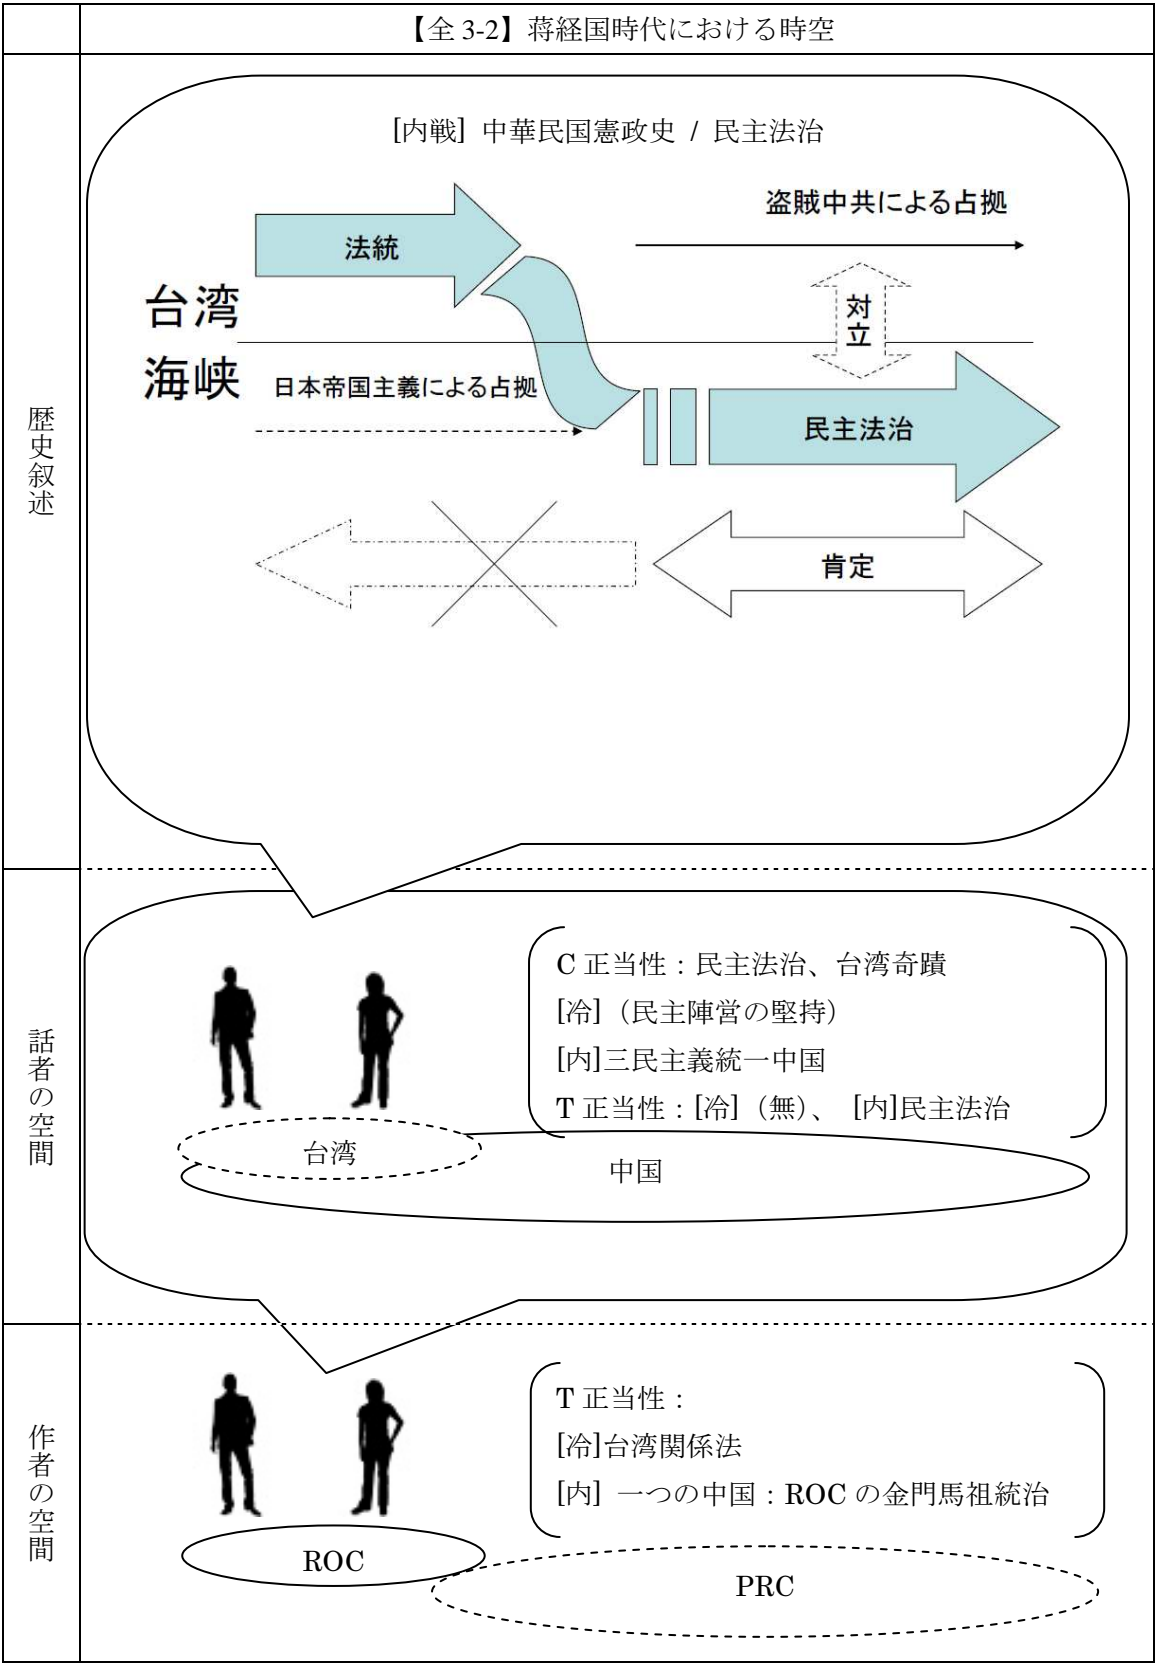 【全 3-2】蒋経国時代における時空
歴史叙述
[内戦] 中華民国憲政史 / 民主法治
盗賊中共による占拠
法統
台湾
海峡
対立
日本帝国主義による占拠
民主法治
肯定
話者の空間
C 正当性：民主法治、台湾奇蹟
[冷]（民主陣営の堅持）
[内]三民主義統一中国
T 正当性：[冷]（無）、 [内]民主法治
台湾
中国
作者の空間
T 正当性：
[冷]台湾関係法
[内] 一つの中国：ROC の金門馬祖統治
ROC
PRC